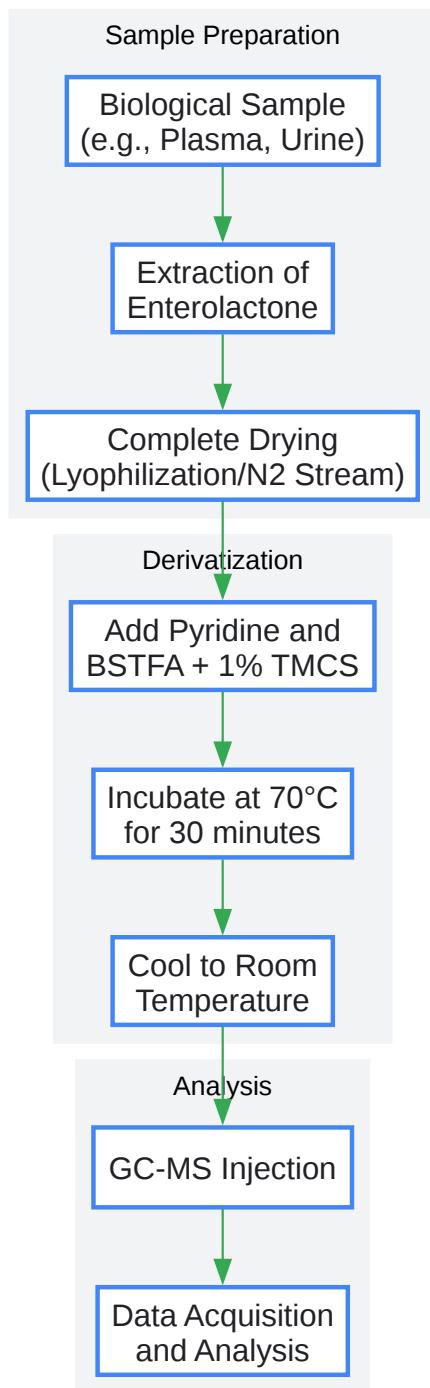 Sample Preparation
Biological Sample
(e.g., Plasma, Urine)
Extraction of
Enterolactone
Complete Drying
(Lyophilization/N2 Stream)
Derivatization
Add Pyridine and
BSTFA + 1% TMCS
Incubate at 70°C
for 30 minutes
Cool to Room
Temperature
Analysis
GC-MS Injection
Data Acquisition
and Analysis